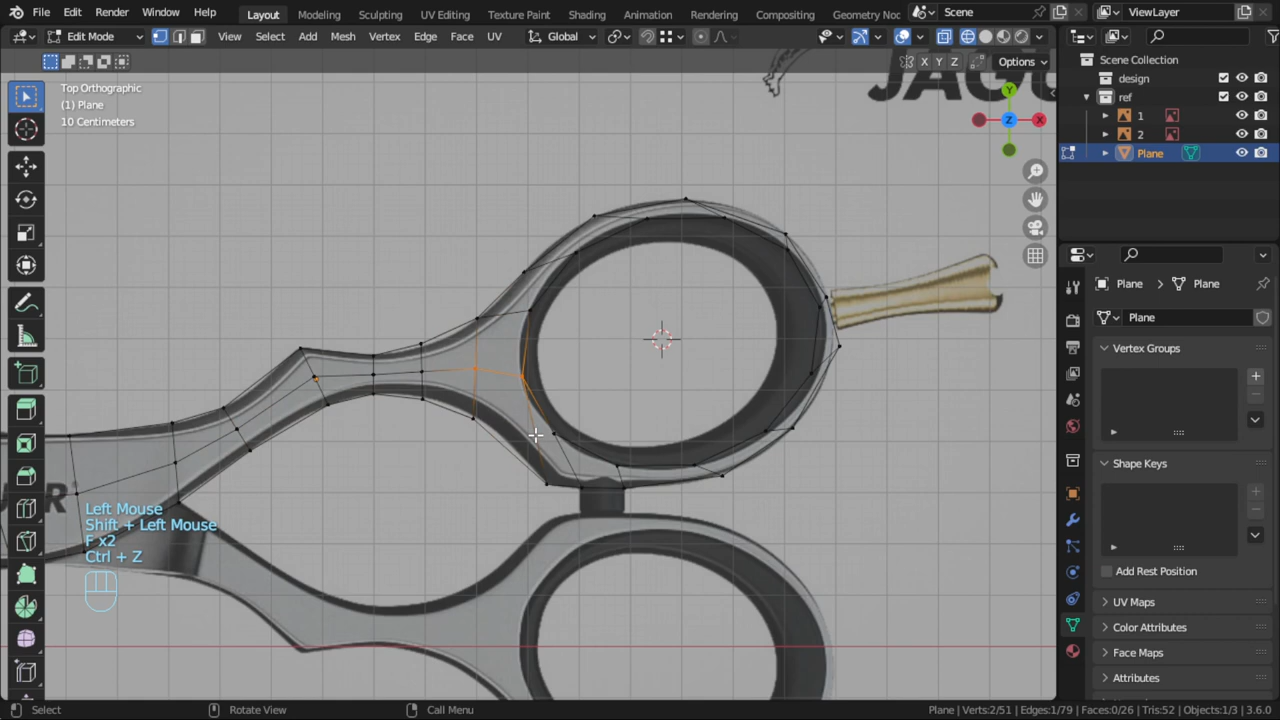 File Edit Render Window Help Layout Modeling Sculpting UV Editing Texture Paint Shading Animation Rendering Compositing Geometry Noc Scene ViewLayer
Edit Mode View Select Add Mesh Vertex Edge Face UV Global
X Y Z Options
Top Orthographic
(1) Plane
10 Centimeters
JAGU
Y
Z
X
Scene Collection
design
ref
1
2
Plane
Plane Plane
Plane
Vertex Groups
Shape Keys
Add Rest Position
UV Maps
Color Attributes
Face Maps
Attributes
UR
Left Mouse
Shift + Left Mouse
F x2
Ctrl + Z
Select Rotate View Call Menu Plane | Verts:2/51 | Edges:1/79 | Faces:0/26 | Tris:52 | Objects:1/3 | 3.6.0